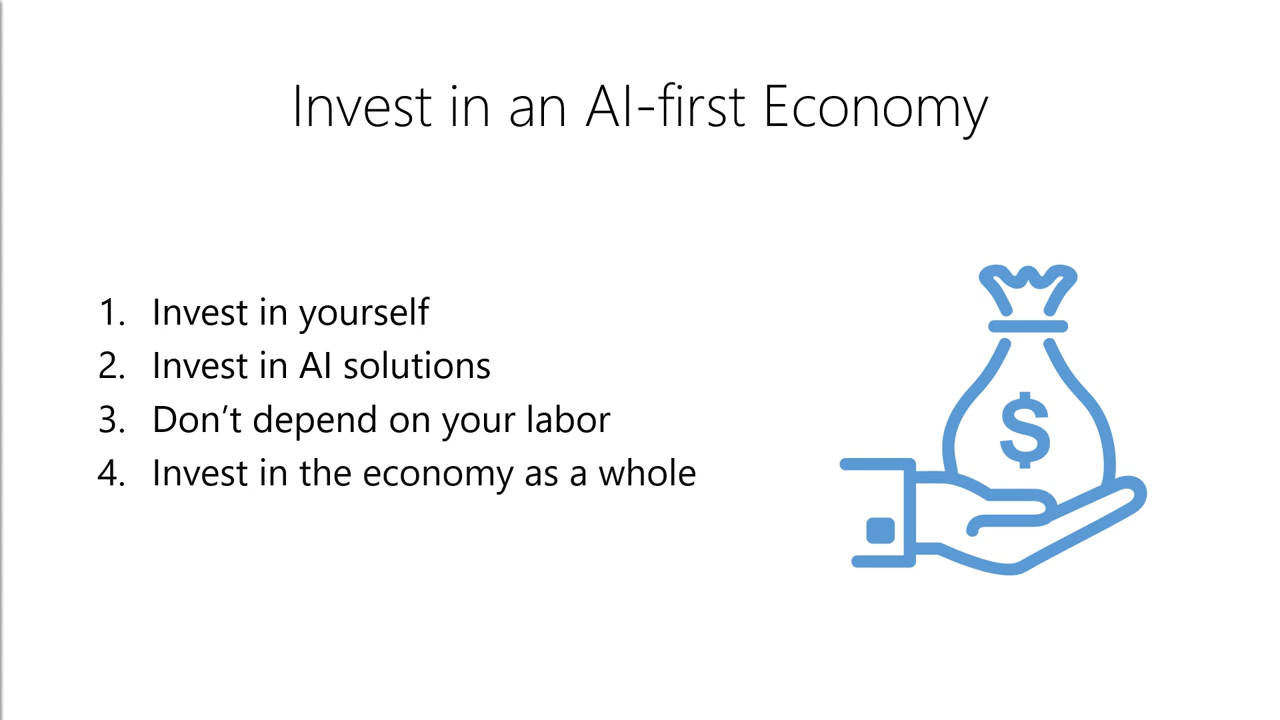 Invest in an AI-first Economy
1. Invest in yourself
2. Invest in AI solutions
3. Don’t depend on your labor
4. Invest in the economy as a whole
$